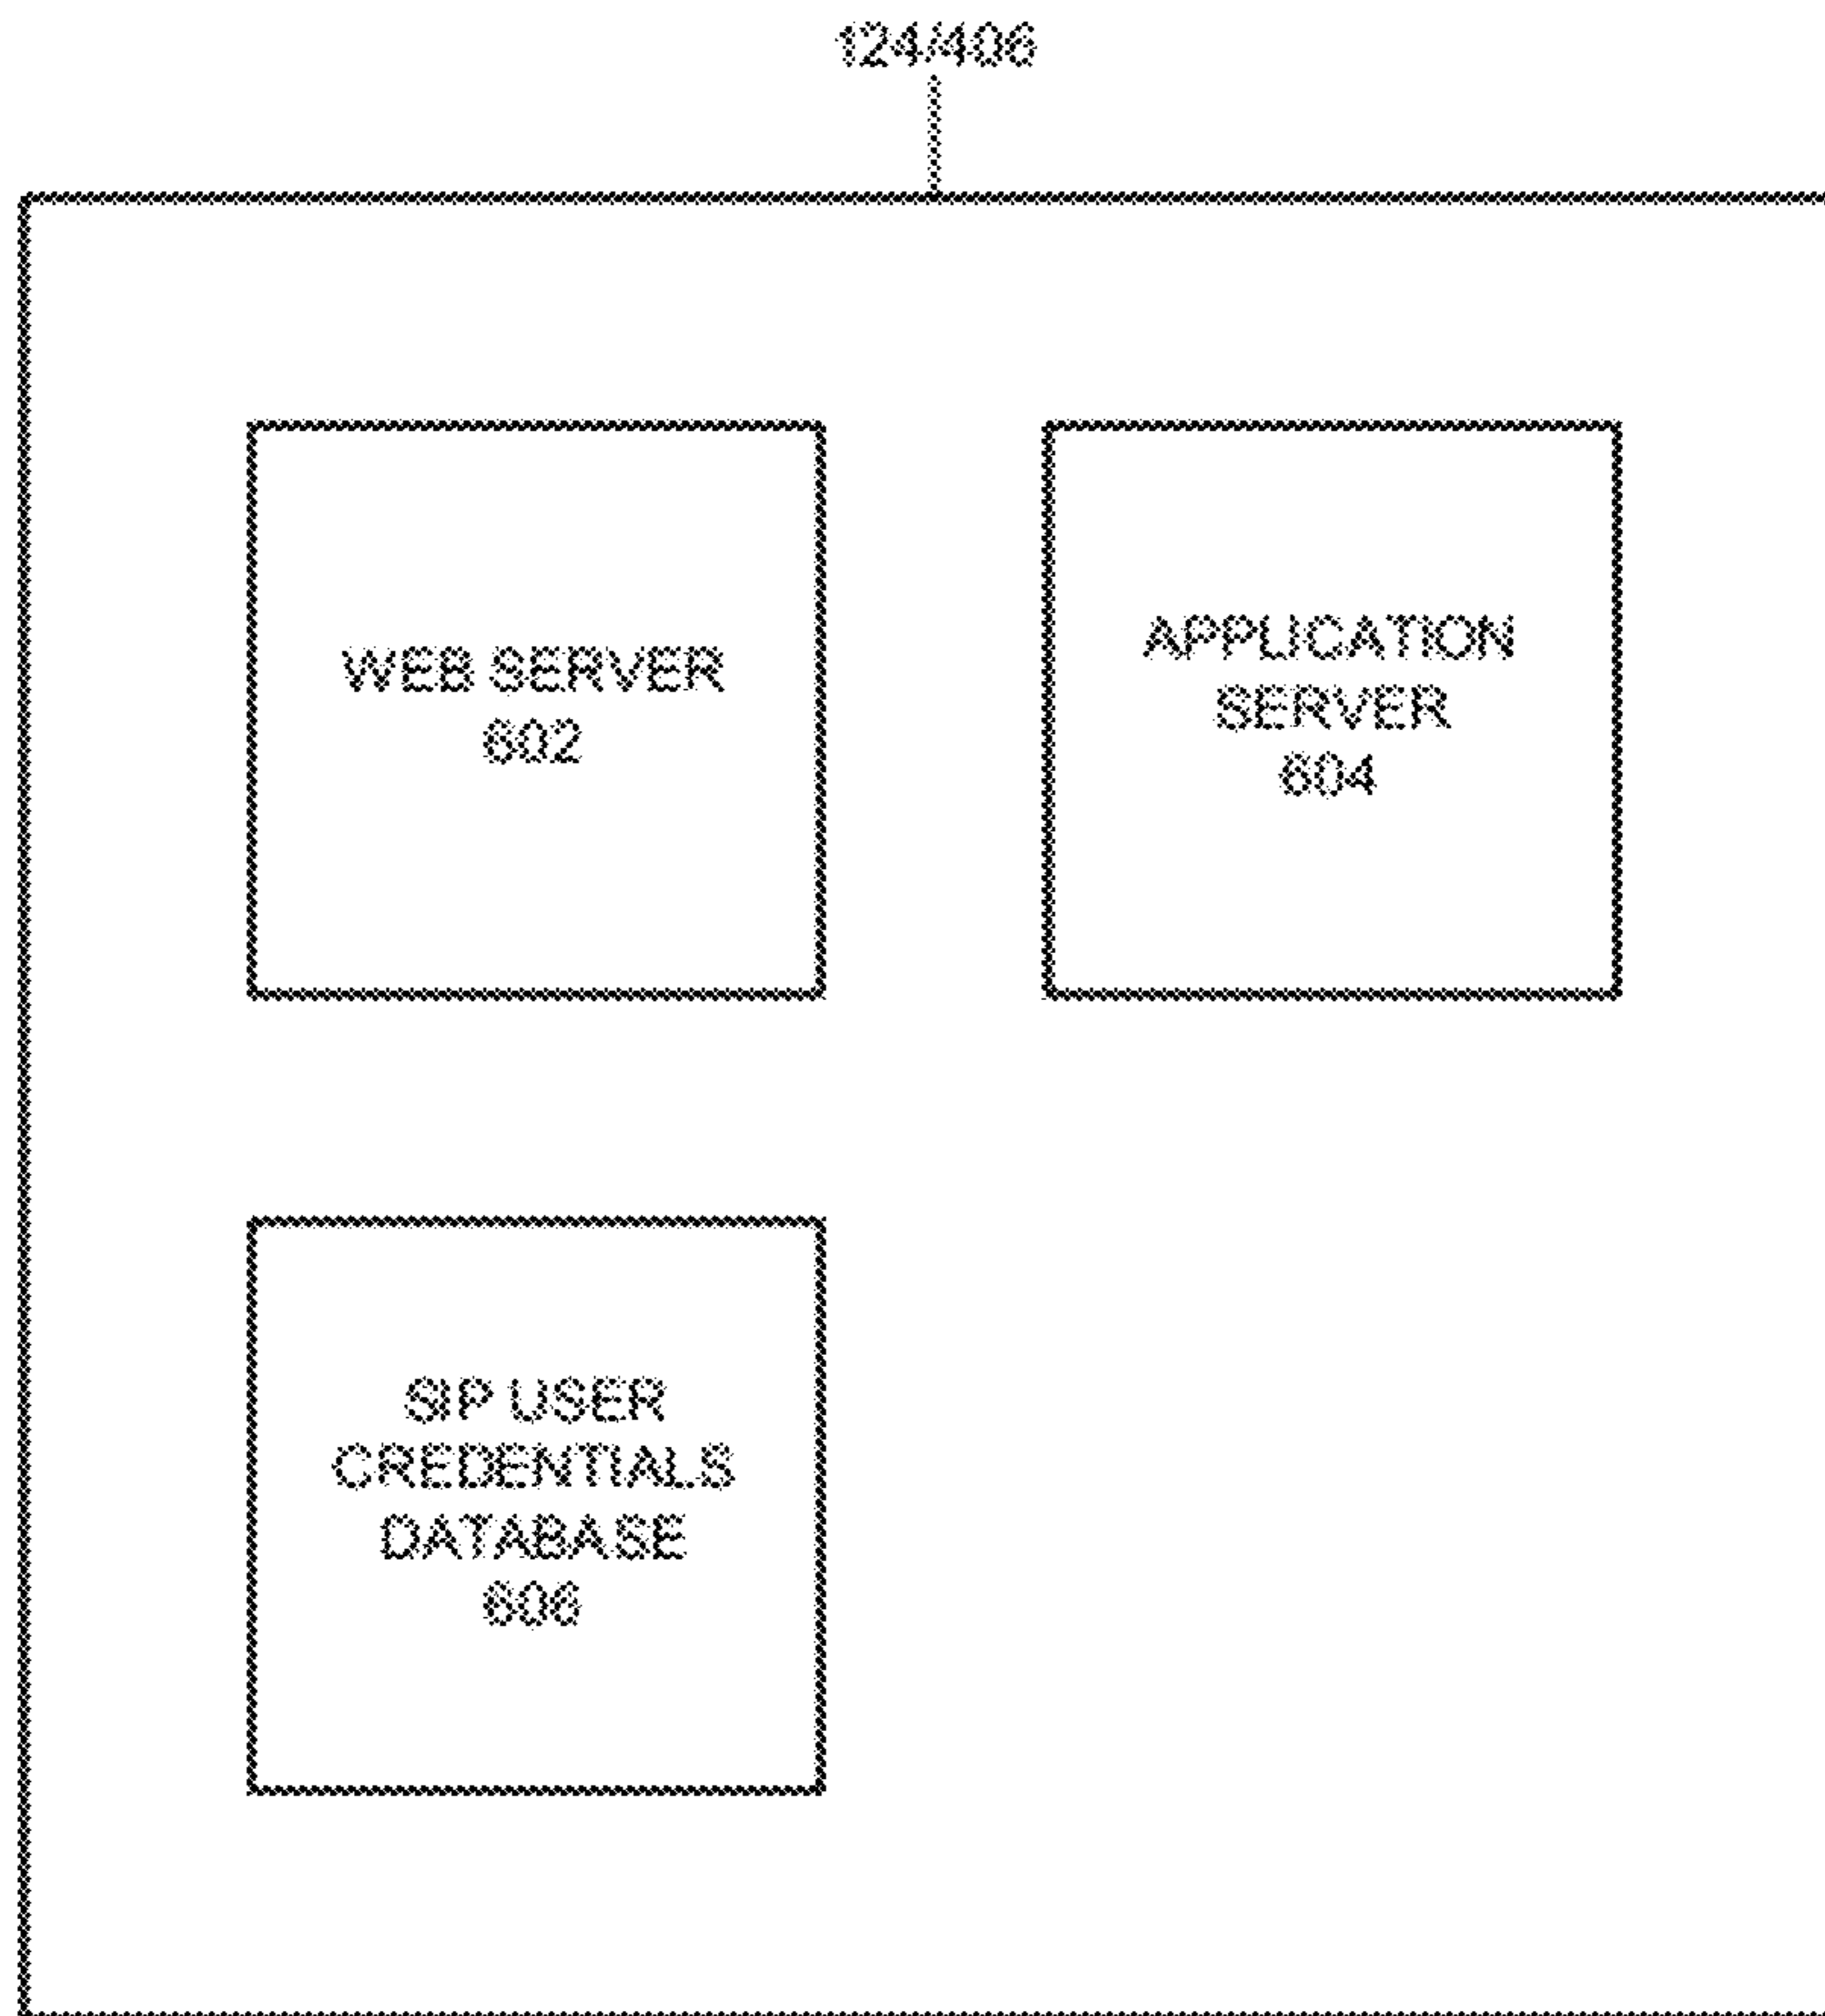 124/406
WEB SERVER
602
APPLICATION
SERVER
604
SIP USER
CREDENTIALS
DATABASE
606